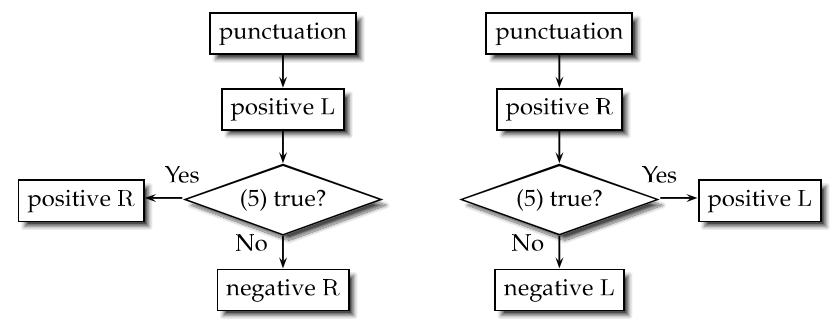 punctuation
positive L
(5) true?
Yes
positive R
No
negative R
punctuation
positive R
(5) true?
Yes
positive L
No
negative L